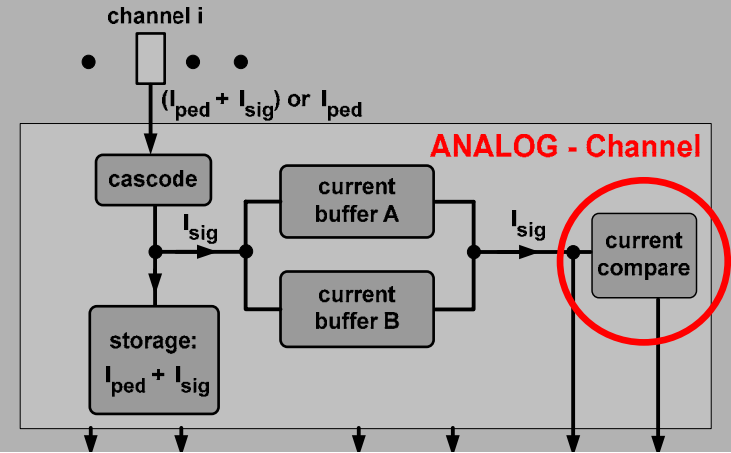 channel i
(Iped + Isig) or Iped
ANALOG - Channel
cascode
current
buffer A
Isig
Isig
current
compare
current
buffer B
storage:
Iped + Isig